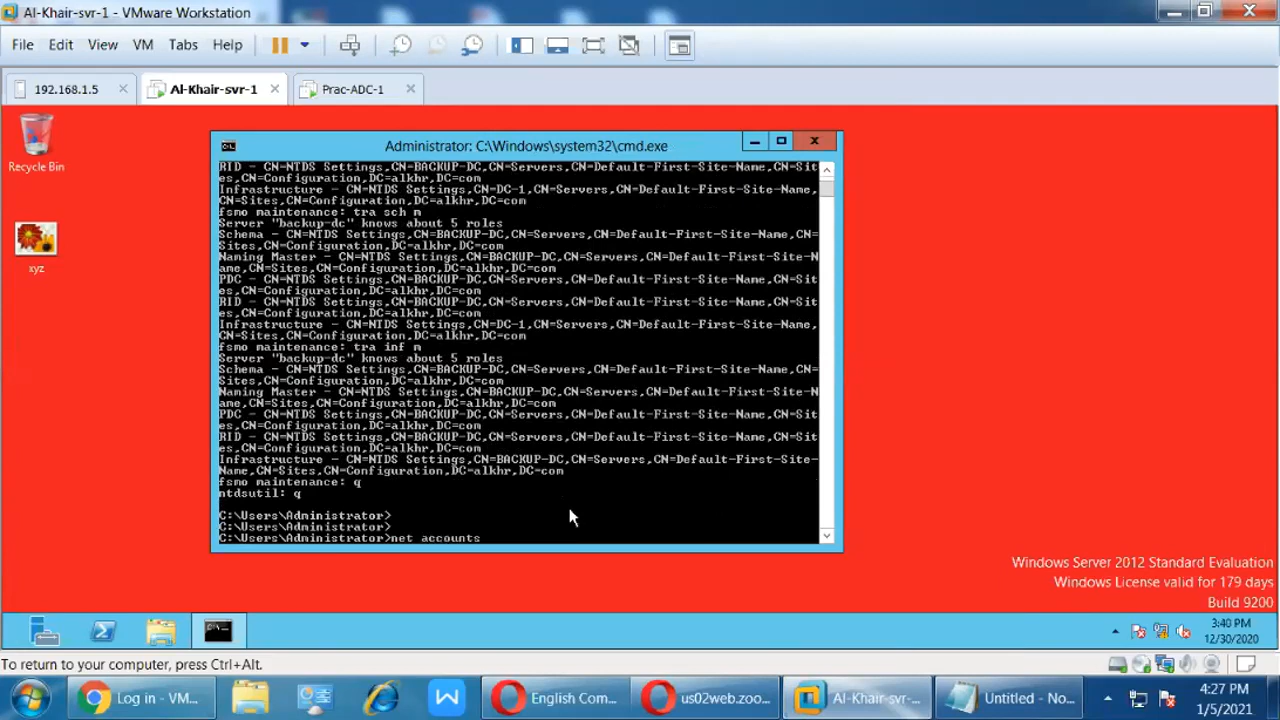 Al-Khair-svr-1 - VMware Workstation
File Edit View VM Tabs Help
192.168.1.5 Al-Khair-svr-1 Prac-ADC-1
Recycle Bin
xyz
Administrator: C:\Windows\system32\cmd.exe
RID - CN=NTDS Settings,CN=BACKUP-DC,CN=Servers,CN=Default-First-Site-Name,CN=Sit
es,CN=Configuration,DC=alkhr,DC=com
Infrastructure - CN=NTDS Settings,CN=DC-1,CN=Servers,CN=Default-First-Site-Name,
CN=Sites,CN=Configuration,DC=alkhr,DC=com
fsmo maintenance: tra sch m
Server "backup-dc" knows about 5 roles
Schema - CN=NTDS Settings,CN=BACKUP-DC,CN=Servers,CN=Default-First-Site-Name,CN=
Sites,CN=Configuration,DC=alkhr,DC=com
Naming Master - CN=NTDS Settings,CN=BACKUP-DC,CN=Servers,CN=Default-First-Site-N
ame,CN=Sites,CN=Configuration,DC=alkhr,DC=com
PDC - CN=NTDS Settings,CN=BACKUP-DC,CN=Servers,CN=Default-First-Site-Name,CN=Sit
es,CN=Configuration,DC=alkhr,DC=com
RID - CN=NTDS Settings,CN=BACKUP-DC,CN=Servers,CN=Default-First-Site-Name,CN=Sit
es,CN=Configuration,DC=alkhr,DC=com
Infrastructure - CN=NTDS Settings,CN=DC-1,CN=Servers,CN=Default-First-Site-Name,
CN=Sites,CN=Configuration,DC=alkhr,DC=com
fsmo maintenance: tra inf m
Server "backup-dc" knows about 5 roles
Schema - CN=NTDS Settings,CN=BACKUP-DC,CN=Servers,CN=Default-First-Site-Name,CN=
Sites,CN=Configuration,DC=alkhr,DC=com
Naming Master - CN=NTDS Settings,CN=BACKUP-DC,CN=Servers,CN=Default-First-Site-N
ame,CN=Sites,CN=Configuration,DC=alkhr,DC=com
PDC - CN=NTDS Settings,CN=BACKUP-DC,CN=Servers,CN=Default-First-Site-Name,CN=Sit
es,CN=Configuration,DC=alkhr,DC=com
RID - CN=NTDS Settings,CN=BACKUP-DC,CN=Servers,CN=Default-First-Site-Name,CN=Sit
es,CN=Configuration,DC=alkhr,DC=com
Infrastructure - CN=NTDS Settings,CN=BACKUP-DC,CN=Servers,CN=Default-First-Site-
Name,CN=Sites,CN=Configuration,DC=alkhr,DC=com
fsmo maintenance: q
ntdsutil: q
C:\Users\Administrator>
C:\Users\Administrator>
C:\Users\Administrator>net accounts
Windows Server 2012 Standard Evaluation
Windows License valid for 179 days
Build 9200
3:40 PM
12/30/2020
To return to your computer, press Ctrl+Alt.
Log in - VM... English Com... us02web.zoo... Al-Khair-svr-... Untitled - No...
4:27 PM
1/5/2021